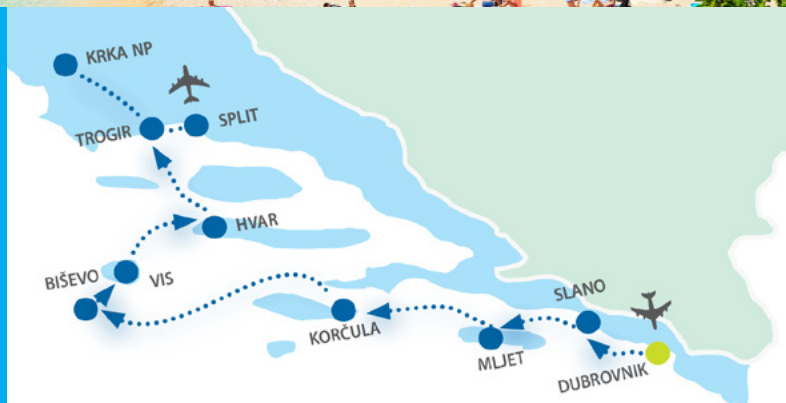 KRKA NP
SPLIT
TROGIR
HVAR
BIŠEVO
VIS
SLANO
KORČULA
MLJET
DUBROVNIK